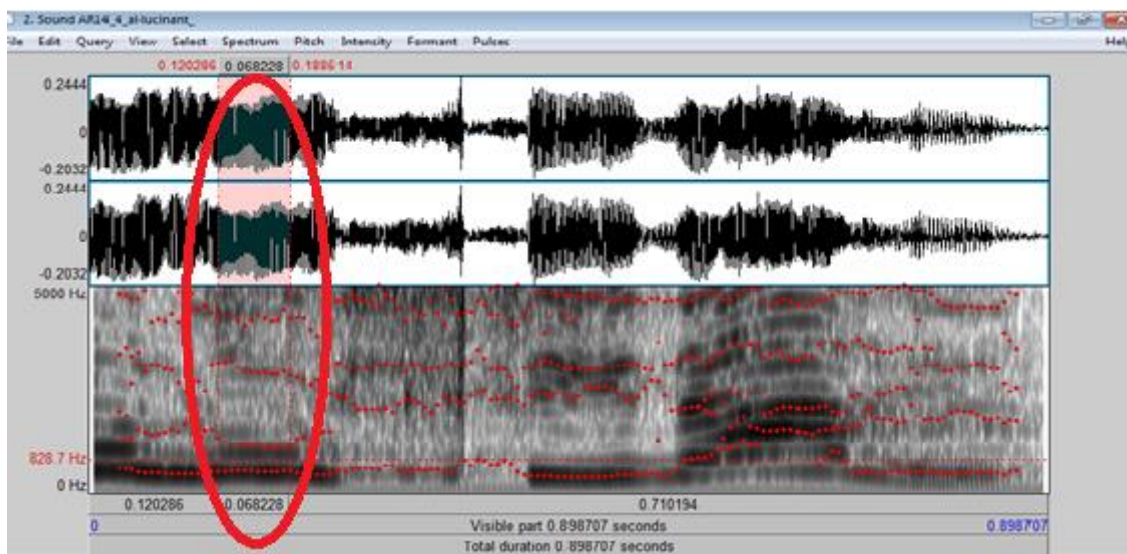 2. Sound AR14_4_al-lucinant_
File Edit Query View Select Spectrum Pitch Intensity Formant Pulses Help
0.120286 0.068228 0.188514
0.2444
0
-0.2032
0.2444
0
-0.2032
5000 Hz
828.7 Hz
0 Hz
0.120286 0.068228 0.710194
0 Visible part 0.898707 seconds 0.898707
Total duration 0.898707 seconds